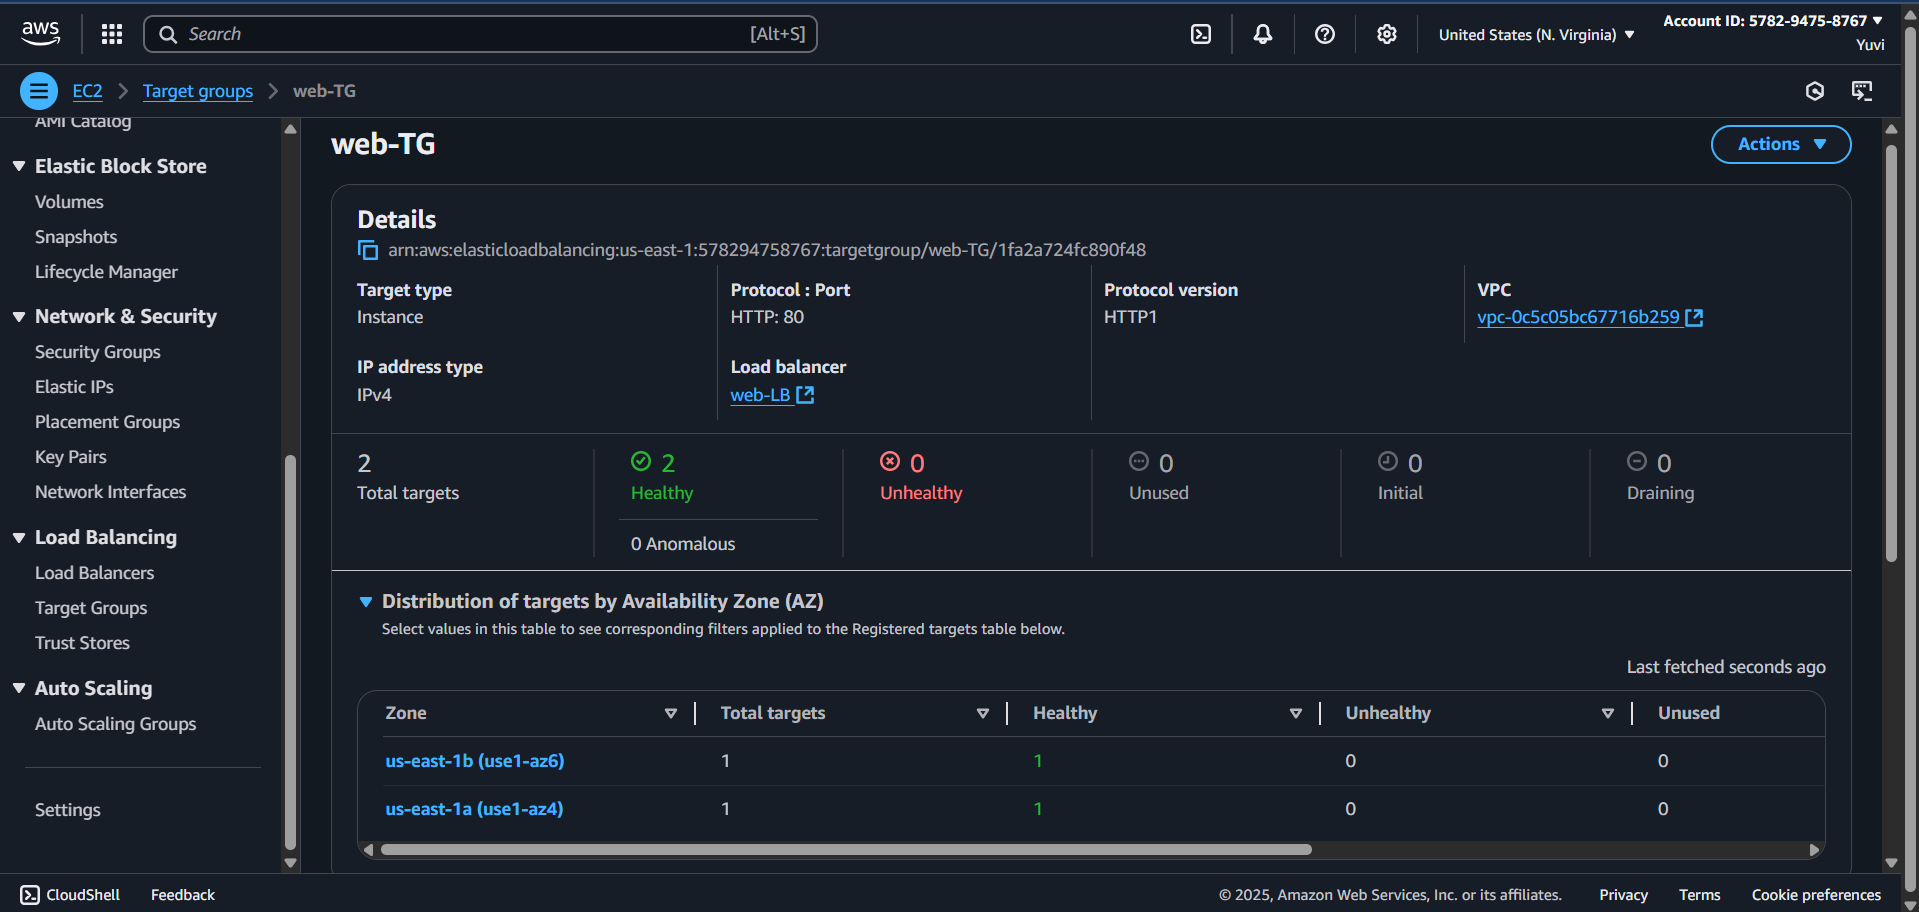 aws
Search
[Alt+S]
United States (N. Virginia)
Account ID: 5782-9475-8767
Yuvi
EC2
Target groups
web-TG
AMI Catalog
Elastic Block Store
Volumes
Snapshots
Lifecycle Manager
Network & Security
Security Groups
Elastic IPs
Placement Groups
Key Pairs
Network Interfaces
Load Balancing
Load Balancers
Target Groups
Trust Stores
Auto Scaling
Auto Scaling Groups
Settings
web-TG
Actions
Details
arn:aws:elasticloadbalancing:us-east-1:578294758767:targetgroup/web-TG/1fa2a724fc890f48
Target type
Instance
Protocol : Port
HTTP: 80
Protocol version
HTTP1
VPC
vpc-0c5c05bc67716b259
IP address type
IPv4
Load balancer
web-LB
2
Total targets
2
Healthy
0 Anomalous
0
Unhealthy
0
Unused
0
Initial
0
Draining
Distribution of targets by Availability Zone (AZ)
Select values in this table to see corresponding filters applied to the Registered targets table below.
Last fetched seconds ago
Zone Total targets Healthy Unhealthy Unused
us-east-1b (use1-az6) 1 1 0 0
us-east-1a (use1-az4) 1 1 0 0
CloudShell Feedback © 2025, Amazon Web Services, Inc. or its affiliates. Privacy Terms Cookie preferences